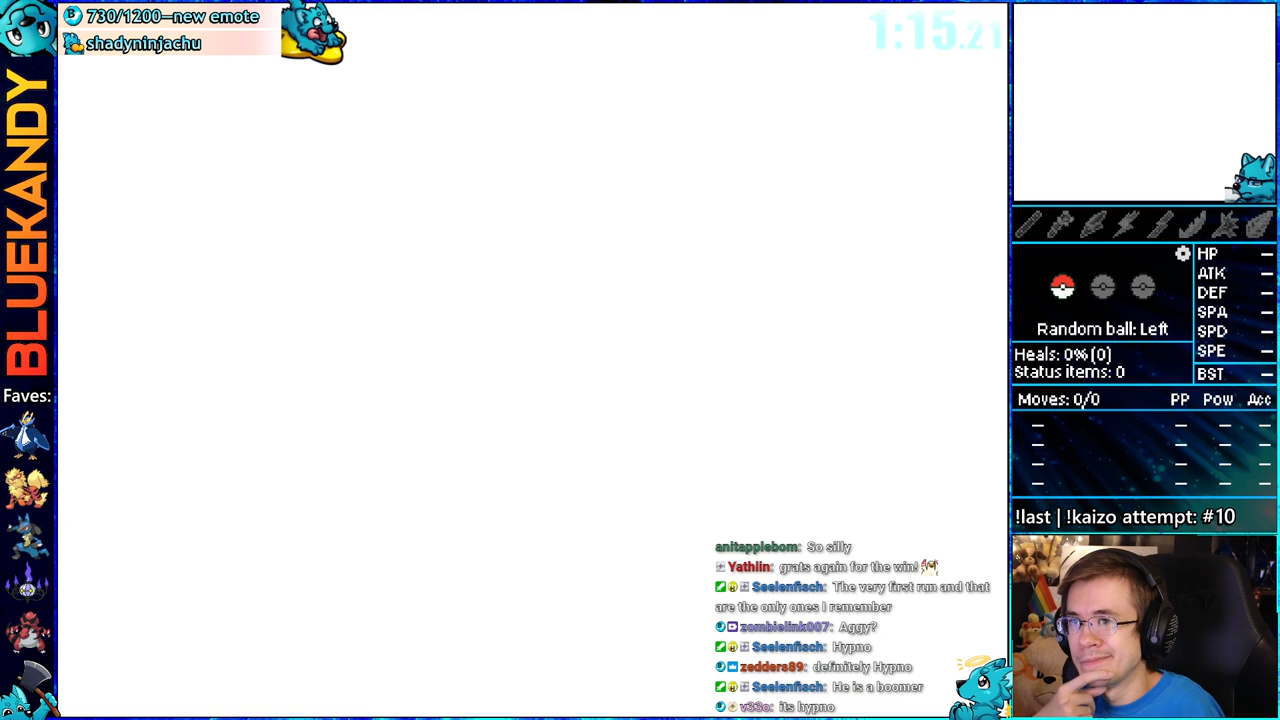 730/1200—new emote
shadyninjachu
1:15.21
BLUEKANDY
Faves:
HP —
ATK —
DEF —
SPA —
SPD —
SPE —
BST —
Random ball: Left
Heals: 0% (0)
Status items: 0
Moves: 0/0 PP Pow Acc
— — — —
— — — —
— — — —
— — — —
!last | !kaizo attempt: #10
anitapplebom: So silly
Yathlin: grats again for the win!
Seelenfisch: The very first run and that
are the only ones I remember
zombielink007: Aggy?
Seelenfisch: Hypno
zedders89: definitely Hypno
Seelenfisch: He is a boomer
v33o: its hypno